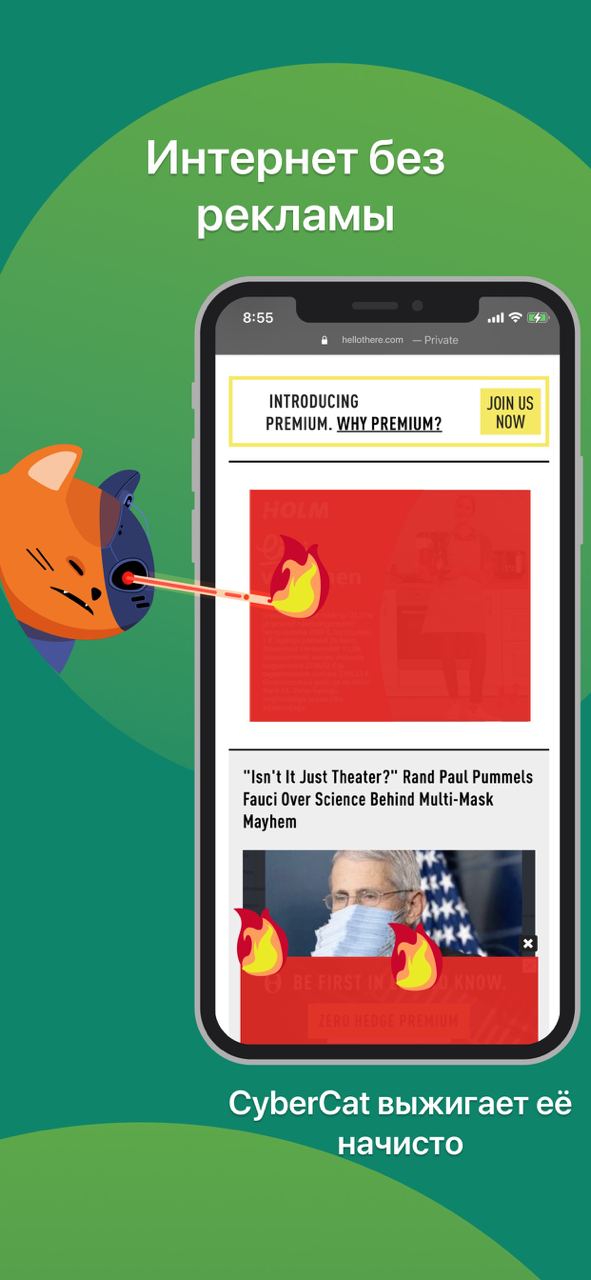 Интернет без
рекламы
8:55
hellothere.com — Private
INTRODUCING
PREMIUM. WHY PREMIUM?
JOIN US
NOW
HOLM
"Isn't It Just Theater?" Rand Paul Pummels
Fauci Over Science Behind Multi-Mask
Mayhem
BE FIRST IN KNOW.
ZERO HEDGE PREMIUM
CyberCat выжигает её
начисто